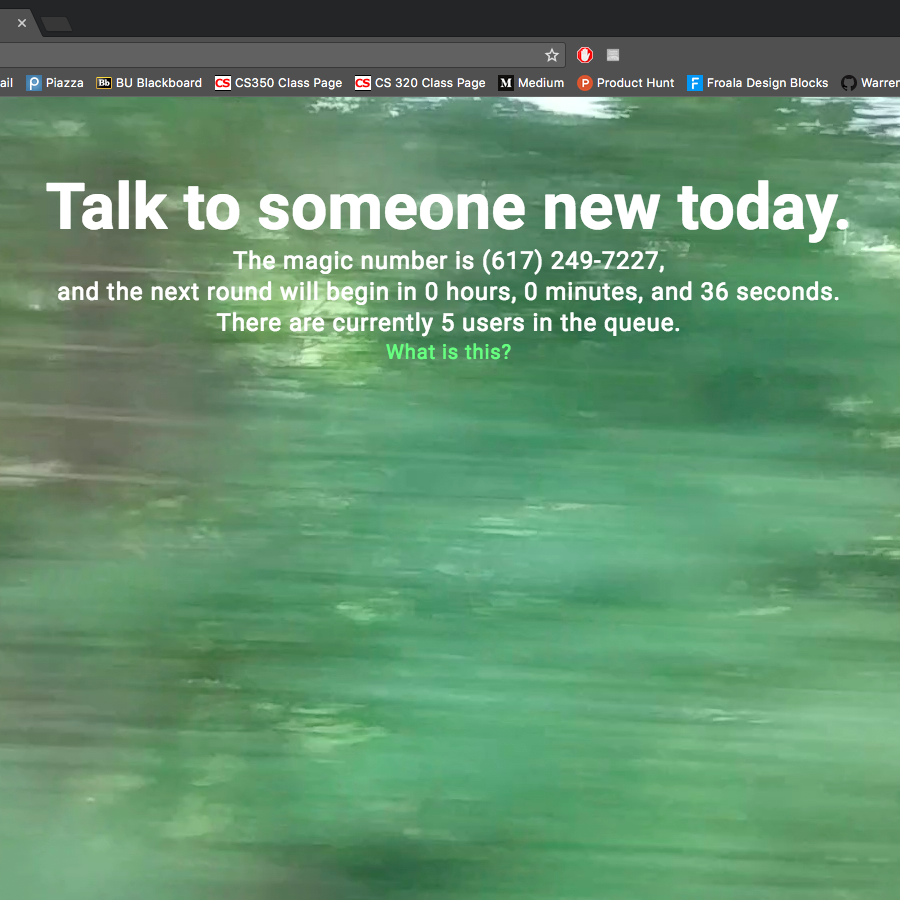 ail Piazza Bb BU Blackboard CS CS350 Class Page CS CS 320 Class Page M Medium P Product Hunt F Froala Design Blocks Warren
Talk to someone new today.
The magic number is (617) 249-7227,
and the next round will begin in 0 hours, 0 minutes, and 36 seconds.
There are currently 5 users in the queue.
What is this?